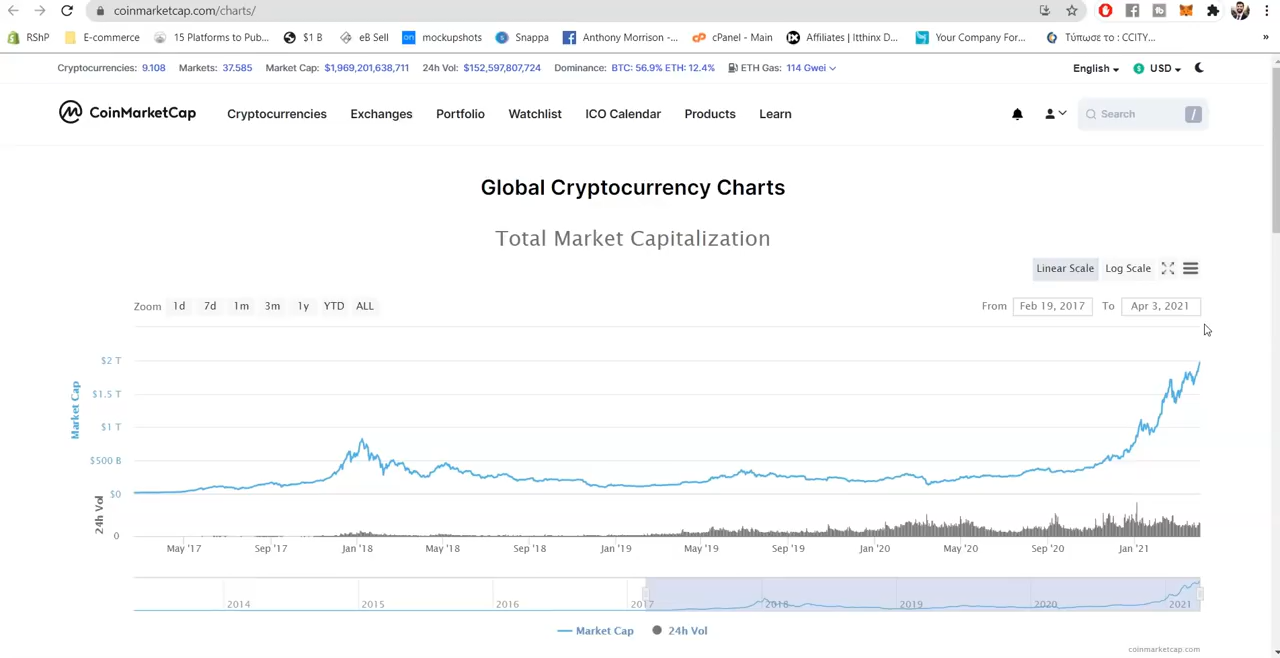 coinmarketcap.com/charts/
RShP E-commerce 15 Platforms to Pub... $1 B eB Sell mockupshots Snappa Anthony Morrison -... cPanel - Main Affiliates | Itthinx D... Your Company For... Τύπωσε το : CCITY... »
Cryptocurrencies: 9.108 Markets: 37.585 Market Cap: $1,969,201,638,711 24h Vol: $152,597,807,724 Dominance: BTC: 56.9% ETH: 12.4% ETH Gas: 114 Gwei English USD
CoinMarketCap Cryptocurrencies Exchanges Portfolio Watchlist ICO Calendar Products Learn Search /
Global Cryptocurrency Charts
Total Market Capitalization
Linear Scale Log Scale
Zoom 1d 7d 1m 3m 1y YTD ALL From Feb 19, 2017 To Apr 3, 2021
$2 T
$1.5 T
$1 T
$500 B
$0
Market Cap
0
24h Vol
May '17 Sep '17 Jan '18 May '18 Sep '18 Jan '19 May '19 Sep '19 Jan '20 May '20 Sep '20 Jan '21
2014 2015 2016 2017 2018 2019 2020 2021
Market Cap 24h Vol
coinmarketcap.com